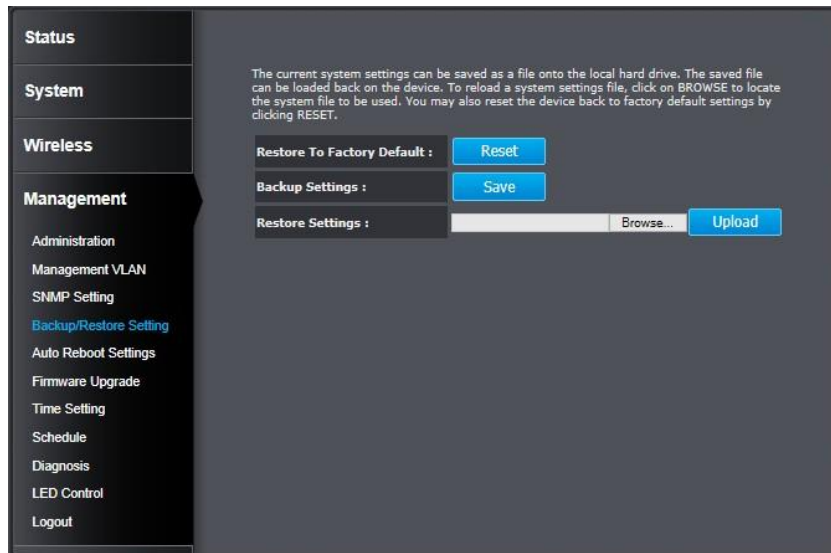 Status
System
Wireless
Management
Administration
Management VLAN
SNMP Setting
Backup/Restore Setting
Auto Reboot Settings
Firmware Upgrade
Time Setting
Schedule
Diagnosis
LED Control
Logout
The current system settings can be saved as a file onto the local hard drive. The saved file
can be loaded back on the device. To reload a system settings file, click on BROWSE to locate
the system file to be used. You may also reset the device back to factory default settings by
clicking RESET.
Restore To Factory Default : Reset
Backup Settings : Save
Restore Settings : Browse... Upload